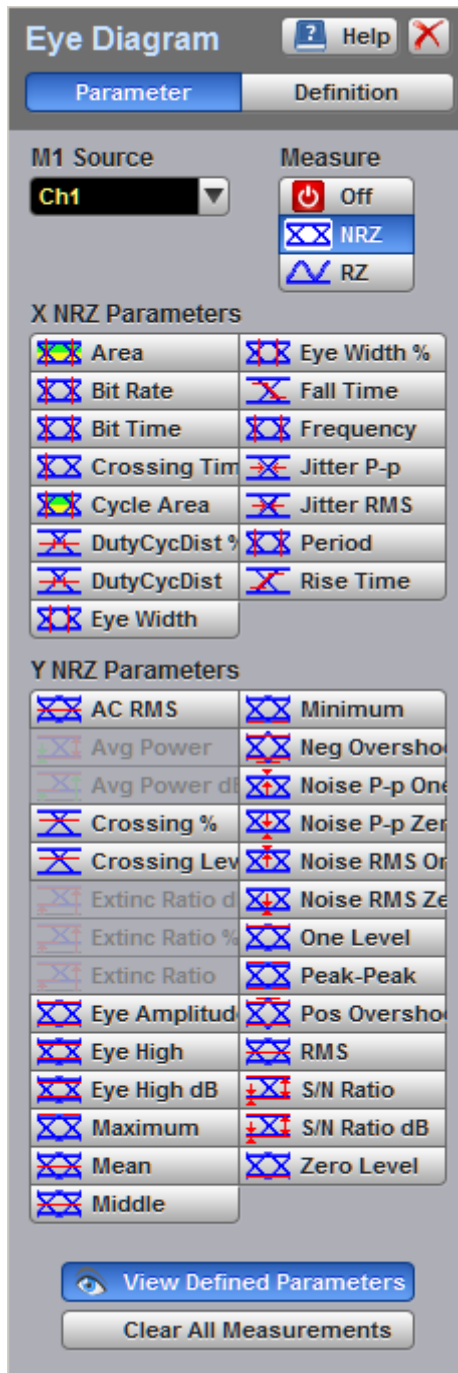 Eye Diagram
Help
Parameter Definition
M1 Source Measure
Ch1 Off
NRZ
RZ
X NRZ Parameters
Area Eye Width %
Bit Rate Fall Time
Bit Time Frequency
Crossing Tim Jitter P-p
Cycle Area Jitter RMS
DutyCycDist % Period
DutyCycDist Rise Time
Eye Width
Y NRZ Parameters
AC RMS Minimum
Avg Power Neg Oversho
Avg Power dB Noise P-p One
Crossing % Noise P-p Zer
Crossing Lev Noise RMS On
Extinc Ratio d Noise RMS Ze
Extinc Ratio % One Level
Extinc Ratio Peak-Peak
Eye Amplitud Pos Oversho
Eye High RMS
Eye High dB S/N Ratio
Maximum S/N Ratio dB
Mean Zero Level
Middle
View Defined Parameters
Clear All Measurements